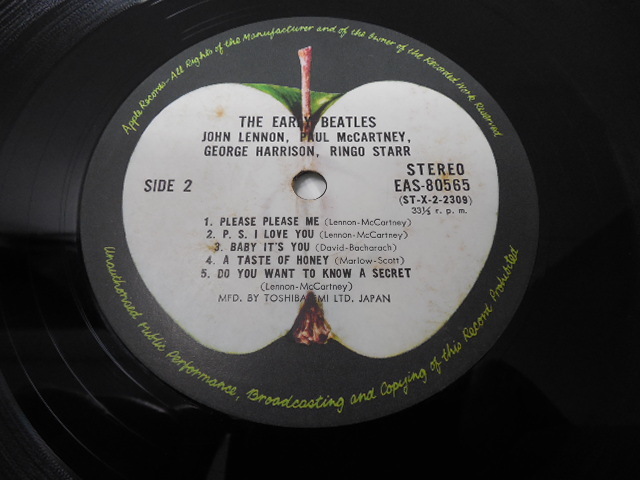 Apple Records-All Rights of the Manufacturer and of the Owner of the Recorded Work Reserved
THE EARLY BEATLES
JOHN LENNON, PAUL McCARTNEY,
GEORGE HARRISON, RINGO STARR
SIDE 2
STEREO
EAS-80565
(ST-X-2-2309)
33⅓ r. p. m.
1. PLEASE PLEASE ME (Lennon-McCartney)
2. P. S. I LOVE YOU (Lennon-McCartney)
3. BABY IT'S YOU (David-Bacharach)
4. A TASTE OF HONEY (Marlow-Scott)
5. DO YOU WANT TO KNOW A SECRET
(Lennon-McCartney)
MFD. BY TOSHIBA EMI LTD. JAPAN
Unauthorised Public Performance, Broadcasting and Copying of this Record Prohibited